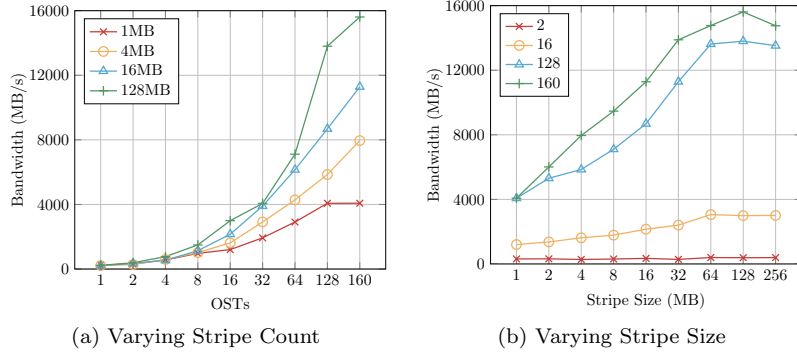 16000
12000
8000
4000
0
Bandwidth (MB/s)
1MB
4MB
16MB
128MB
1 2 4 8 16 32 64 128 160
OSTs
(a) Varying Stripe Count
16000
12000
8000
4000
0
Bandwidth (MB/s)
2
16
128
160
1 2 4 8 16 32 64 128 256
Stripe Size (MB)
(b) Varying Stripe Size